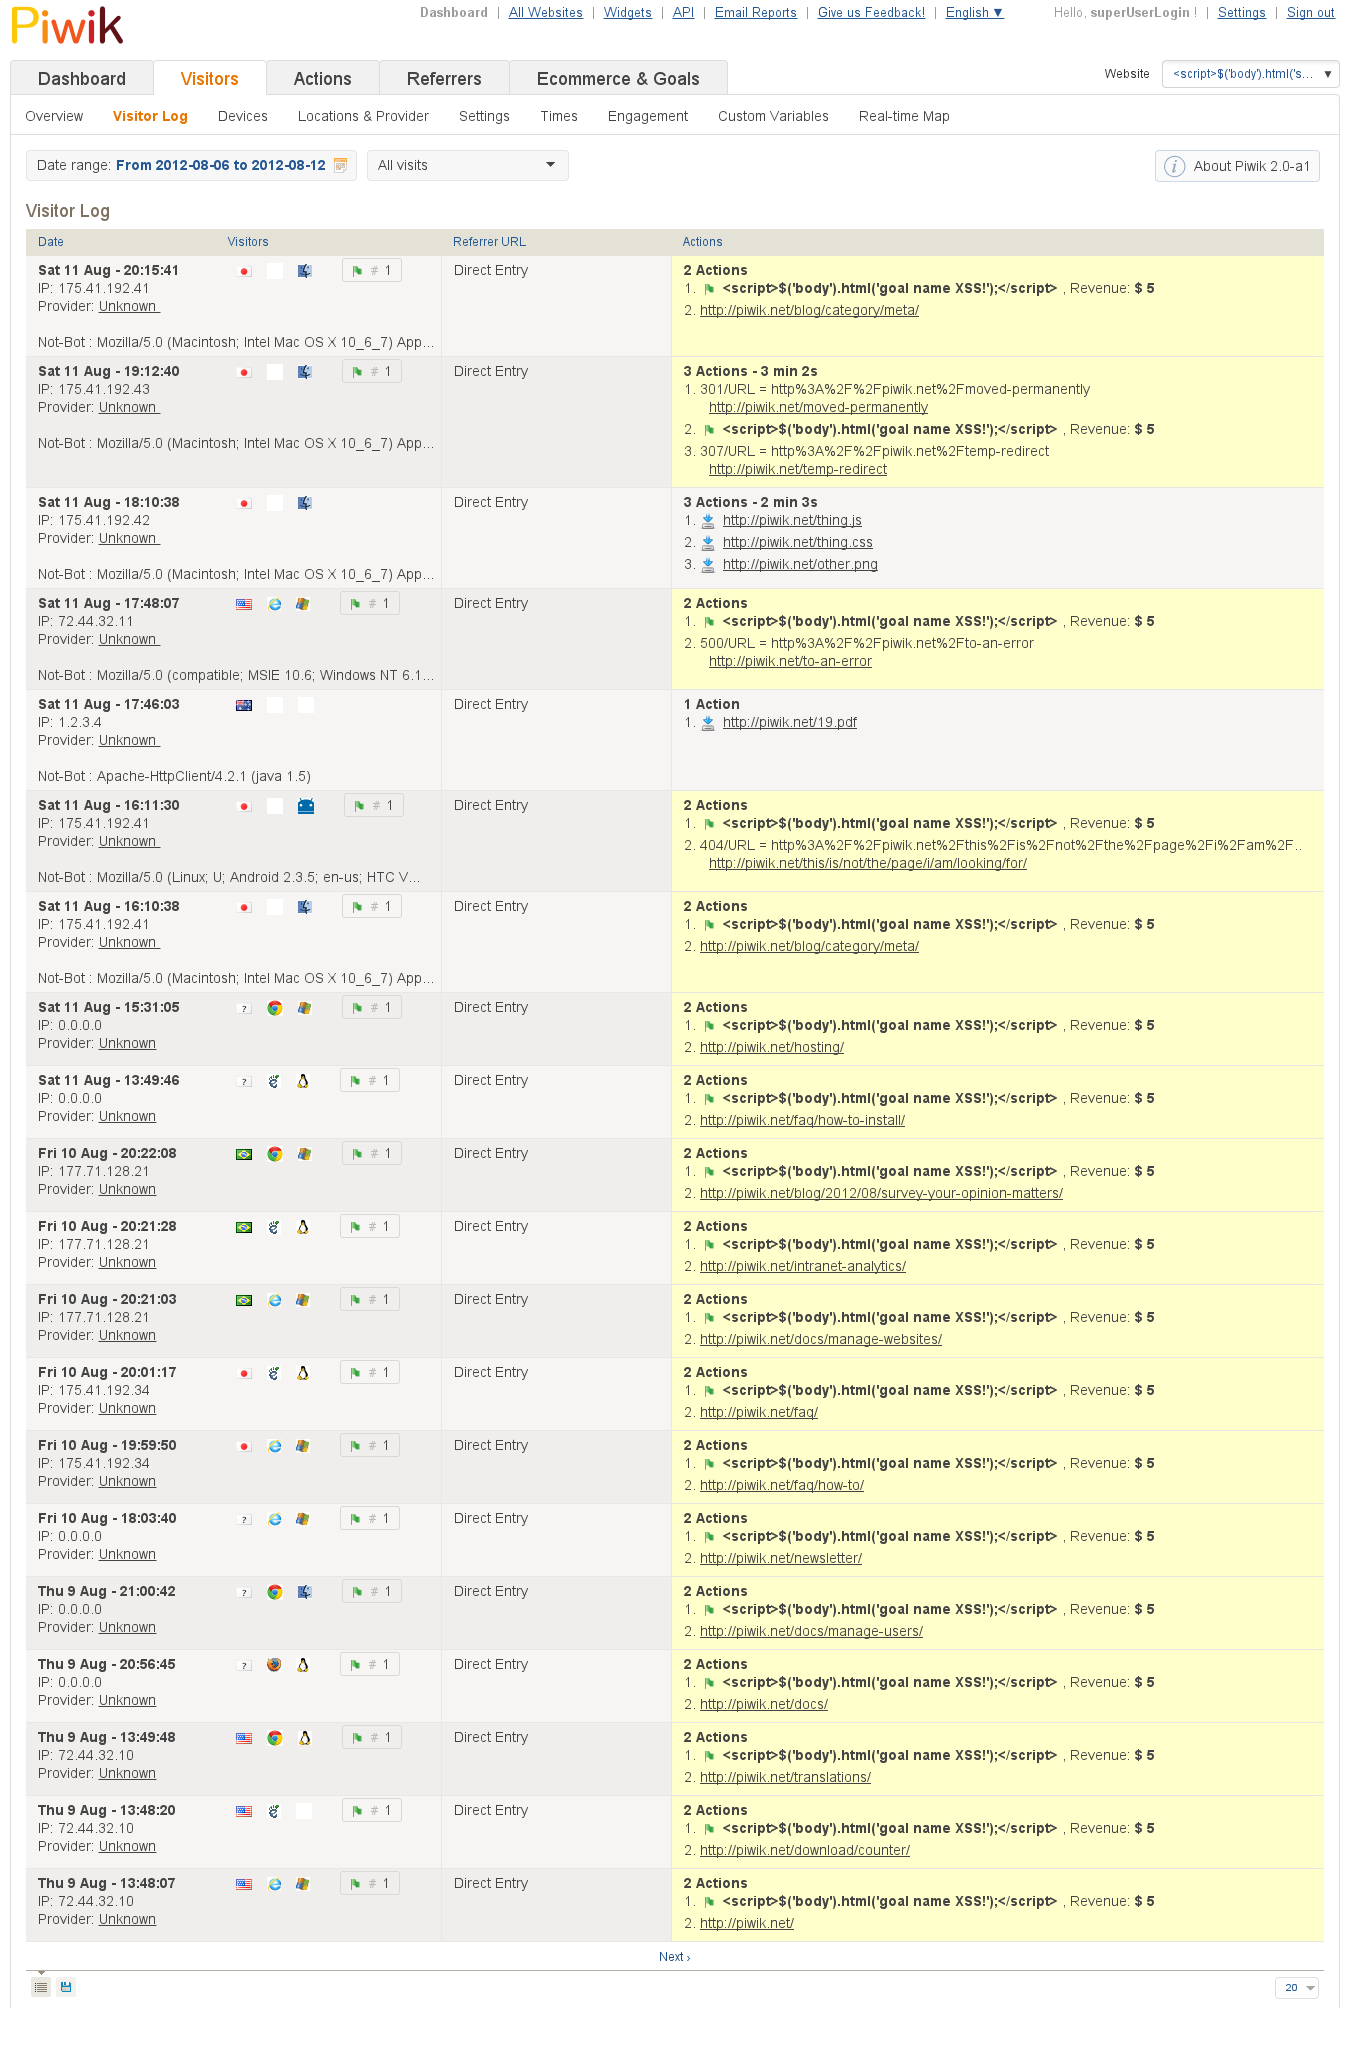 Piwik
Dashboard | All Websites | Widgets | API | Email Reports | Give us Feedback! | English ▼ Hello, superUserLogin ! | Settings | Sign out
Dashboard Visitors Actions Referrers Ecommerce & Goals Website <script>$('body').html('s... ▼
Overview Visitor Log Devices Locations & Provider Settings Times Engagement Custom Variables Real-time Map
Date range: From 2012-08-06 to 2012-08-12 All visits About Piwik 2.0-a1
Visitor Log
Date Visitors Referrer URL Actions
Sat 11 Aug - 20:15:41 # 1 Direct Entry 2 Actions
IP: 175.41.192.41 1. <script>$('body').html('goal name XSS!');</script> , Revenue: $ 5
Provider: Unknown 2. http://piwik.net/blog/category/meta/
Not-Bot : Mozilla/5.0 (Macintosh; Intel Mac OS X 10_6_7) App...
Sat 11 Aug - 19:12:40 # 1 Direct Entry 3 Actions - 3 min 2s
IP: 175.41.192.43 1. 301/URL = http%3A%2F%2Fpiwik.net%2Fmoved-permanently
Provider: Unknown http://piwik.net/moved-permanently
2. <script>$('body').html('goal name XSS!');</script> , Revenue: $ 5
Not-Bot : Mozilla/5.0 (Macintosh; Intel Mac OS X 10_6_7) App...
3. 307/URL = http%3A%2F%2Fpiwik.net%2Ftemp-redirect
http://piwik.net/temp-redirect
Sat 11 Aug - 18:10:38 Direct Entry 3 Actions - 2 min 3s
IP: 175.41.192.42 1. http://piwik.net/thing.js
Provider: Unknown 2. http://piwik.net/thing.css
3. http://piwik.net/other.png
Not-Bot : Mozilla/5.0 (Macintosh; Intel Mac OS X 10_6_7) App...
Sat 11 Aug - 17:48:07 # 1 Direct Entry 2 Actions
IP: 72.44.32.11 1. <script>$('body').html('goal name XSS!');</script> , Revenue: $ 5
Provider: Unknown 2. 500/URL = http%3A%2F%2Fpiwik.net%2Fto-an-error
http://piwik.net/to-an-error
Not-Bot : Mozilla/5.0 (compatible; MSIE 10.6; Windows NT 6.1...
Sat 11 Aug - 17:46:03 Direct Entry 1 Action
IP: 1.2.3.4 1. http://piwik.net/19.pdf
Provider: Unknown
Not-Bot : Apache-HttpClient/4.2.1 (java 1.5)
Sat 11 Aug - 16:11:30 # 1 Direct Entry 2 Actions
IP: 175.41.192.41 1. <script>$('body').html('goal name XSS!');</script> , Revenue: $ 5
Provider: Unknown 2. 404/URL = http%3A%2F%2Fpiwik.net%2Fthis%2Fis%2Fnot%2Fthe%2Fpage%2Fi%2Fam%2F..
http://piwik.net/this/is/not/the/page/i/am/looking/for/
Not-Bot : Mozilla/5.0 (Linux; U; Android 2.3.5; en-us; HTC V...
Sat 11 Aug - 16:10:38 # 1 Direct Entry 2 Actions
IP: 175.41.192.41 1. <script>$('body').html('goal name XSS!');</script> , Revenue: $ 5
Provider: Unknown 2. http://piwik.net/blog/category/meta/
Not-Bot : Mozilla/5.0 (Macintosh; Intel Mac OS X 10_6_7) App...
Sat 11 Aug - 15:31:05 ? # 1 Direct Entry 2 Actions
IP: 0.0.0.0 1. <script>$('body').html('goal name XSS!');</script> , Revenue: $ 5
Provider: Unknown 2. http://piwik.net/hosting/
Sat 11 Aug - 13:49:46 ? # 1 Direct Entry 2 Actions
IP: 0.0.0.0 1. <script>$('body').html('goal name XSS!');</script> , Revenue: $ 5
Provider: Unknown 2. http://piwik.net/faq/how-to-install/
Fri 10 Aug - 20:22:08 # 1 Direct Entry 2 Actions
IP: 177.71.128.21 1. <script>$('body').html('goal name XSS!');</script> , Revenue: $ 5
Provider: Unknown 2. http://piwik.net/blog/2012/08/survey-your-opinion-matters/
Fri 10 Aug - 20:21:28 # 1 Direct Entry 2 Actions
IP: 177.71.128.21 1. <script>$('body').html('goal name XSS!');</script> , Revenue: $ 5
Provider: Unknown 2. http://piwik.net/intranet-analytics/
Fri 10 Aug - 20:21:03 # 1 Direct Entry 2 Actions
IP: 177.71.128.21 1. <script>$('body').html('goal name XSS!');</script> , Revenue: $ 5
Provider: Unknown 2. http://piwik.net/docs/manage-websites/
Fri 10 Aug - 20:01:17 # 1 Direct Entry 2 Actions
IP: 175.41.192.34 1. <script>$('body').html('goal name XSS!');</script> , Revenue: $ 5
Provider: Unknown 2. http://piwik.net/faq/
Fri 10 Aug - 19:59:50 # 1 Direct Entry 2 Actions
IP: 175.41.192.34 1. <script>$('body').html('goal name XSS!');</script> , Revenue: $ 5
Provider: Unknown 2. http://piwik.net/faq/how-to/
Fri 10 Aug - 18:03:40 ? # 1 Direct Entry 2 Actions
IP: 0.0.0.0 1. <script>$('body').html('goal name XSS!');</script> , Revenue: $ 5
Provider: Unknown 2. http://piwik.net/newsletter/
Thu 9 Aug - 21:00:42 ? # 1 Direct Entry 2 Actions
IP: 0.0.0.0 1. <script>$('body').html('goal name XSS!');</script> , Revenue: $ 5
Provider: Unknown 2. http://piwik.net/docs/manage-users/
Thu 9 Aug - 20:56:45 ? # 1 Direct Entry 2 Actions
IP: 0.0.0.0 1. <script>$('body').html('goal name XSS!');</script> , Revenue: $ 5
Provider: Unknown 2. http://piwik.net/docs/
Thu 9 Aug - 13:49:48 # 1 Direct Entry 2 Actions
IP: 72.44.32.10 1. <script>$('body').html('goal name XSS!');</script> , Revenue: $ 5
Provider: Unknown 2. http://piwik.net/translations/
Thu 9 Aug - 13:48:20 # 1 Direct Entry 2 Actions
IP: 72.44.32.10 1. <script>$('body').html('goal name XSS!');</script> , Revenue: $ 5
Provider: Unknown 2. http://piwik.net/download/counter/
Thu 9 Aug - 13:48:07 # 1 Direct Entry 2 Actions
IP: 72.44.32.10 1. <script>$('body').html('goal name XSS!');</script> , Revenue: $ 5
Provider: Unknown 2. http://piwik.net/
Next ›
20